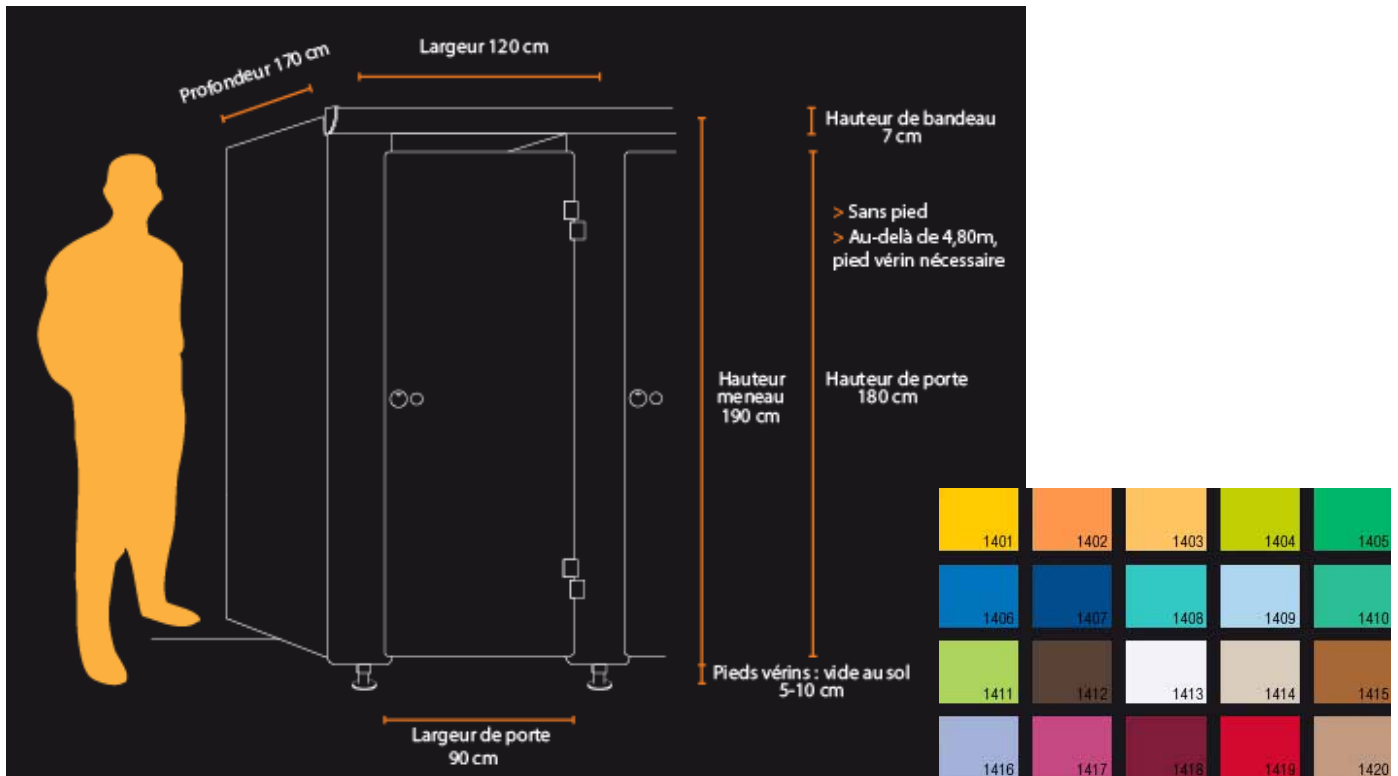 Largeur 120 cm
Profondeur 170 cm
Hauteur de bandeau
7 cm
> Sans pied
> Au-delà de 4,80m,
pied vérin nécessaire
Hauteur
meneau
190 cm
Hauteur de porte
180 cm
Pieds vérins : vide au sol
5-10 cm
Largeur de porte
90 cm
1401
1402
1403
1404
1405
1406
1407
1408
1409
1410
1411
1412
1413
1414
1415
1416
1417
1418
1419
1420